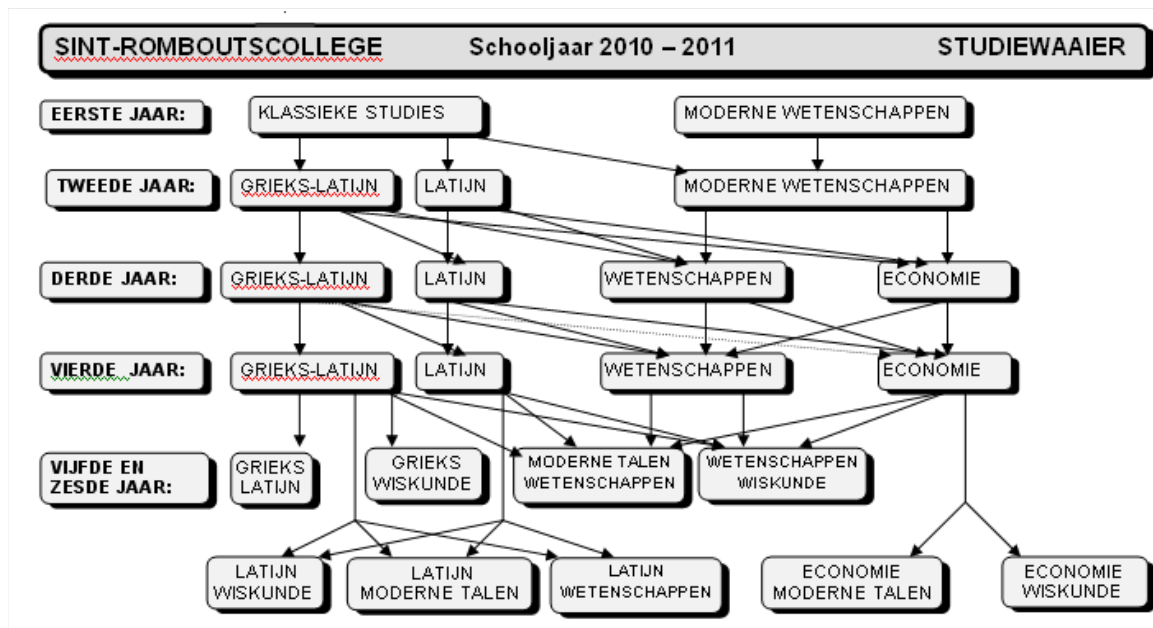 SINT-ROMBOUTSCOLLEGE Schooljaar 2010 – 2011 STUDIEWAAIER
EERSTE JAAR: KLASSIEKE STUDIES MODERNE WETENSCHAPPEN
TWEEDE JAAR: GRIEKS-LATIJN LATIJN MODERNE WETENSCHAPPEN
DERDE JAAR: GRIEKS-LATIJN LATIJN WETENSCHAPPEN ECONOMIE
VIERDE JAAR: GRIEKS-LATIJN LATIJN WETENSCHAPPEN ECONOMIE
VIJFDE EN
ZESDE JAAR:
GRIEKS
LATIJN
GRIEKS
WISKUNDE
MODERNE TALEN
WETENSCHAPPEN
WETENSCHAPPEN
WISKUNDE
LATIJN
WISKUNDE
LATIJN
MODERNE TALEN
LATIJN
WETENSCHAPPEN
ECONOMIE
MODERNE TALEN
ECONOMIE
WISKUNDE